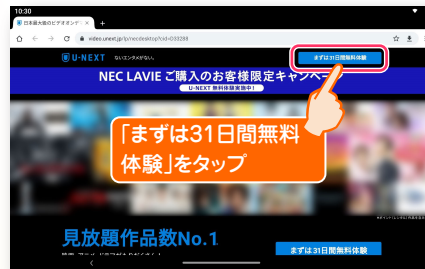 10:30
日本最大級のビデオオンデ
video.unext.jp/lp/necdesktop?cid=D33288
U-NEXT
まずは31日間無料体験
NEC LAVIE ご購入のお客様限定キャンペー
U-NEXT 無料体験実施中!
「まずは31日間無料
体験」をタップ
見放題作品数No.1
まずは31日間無料体験